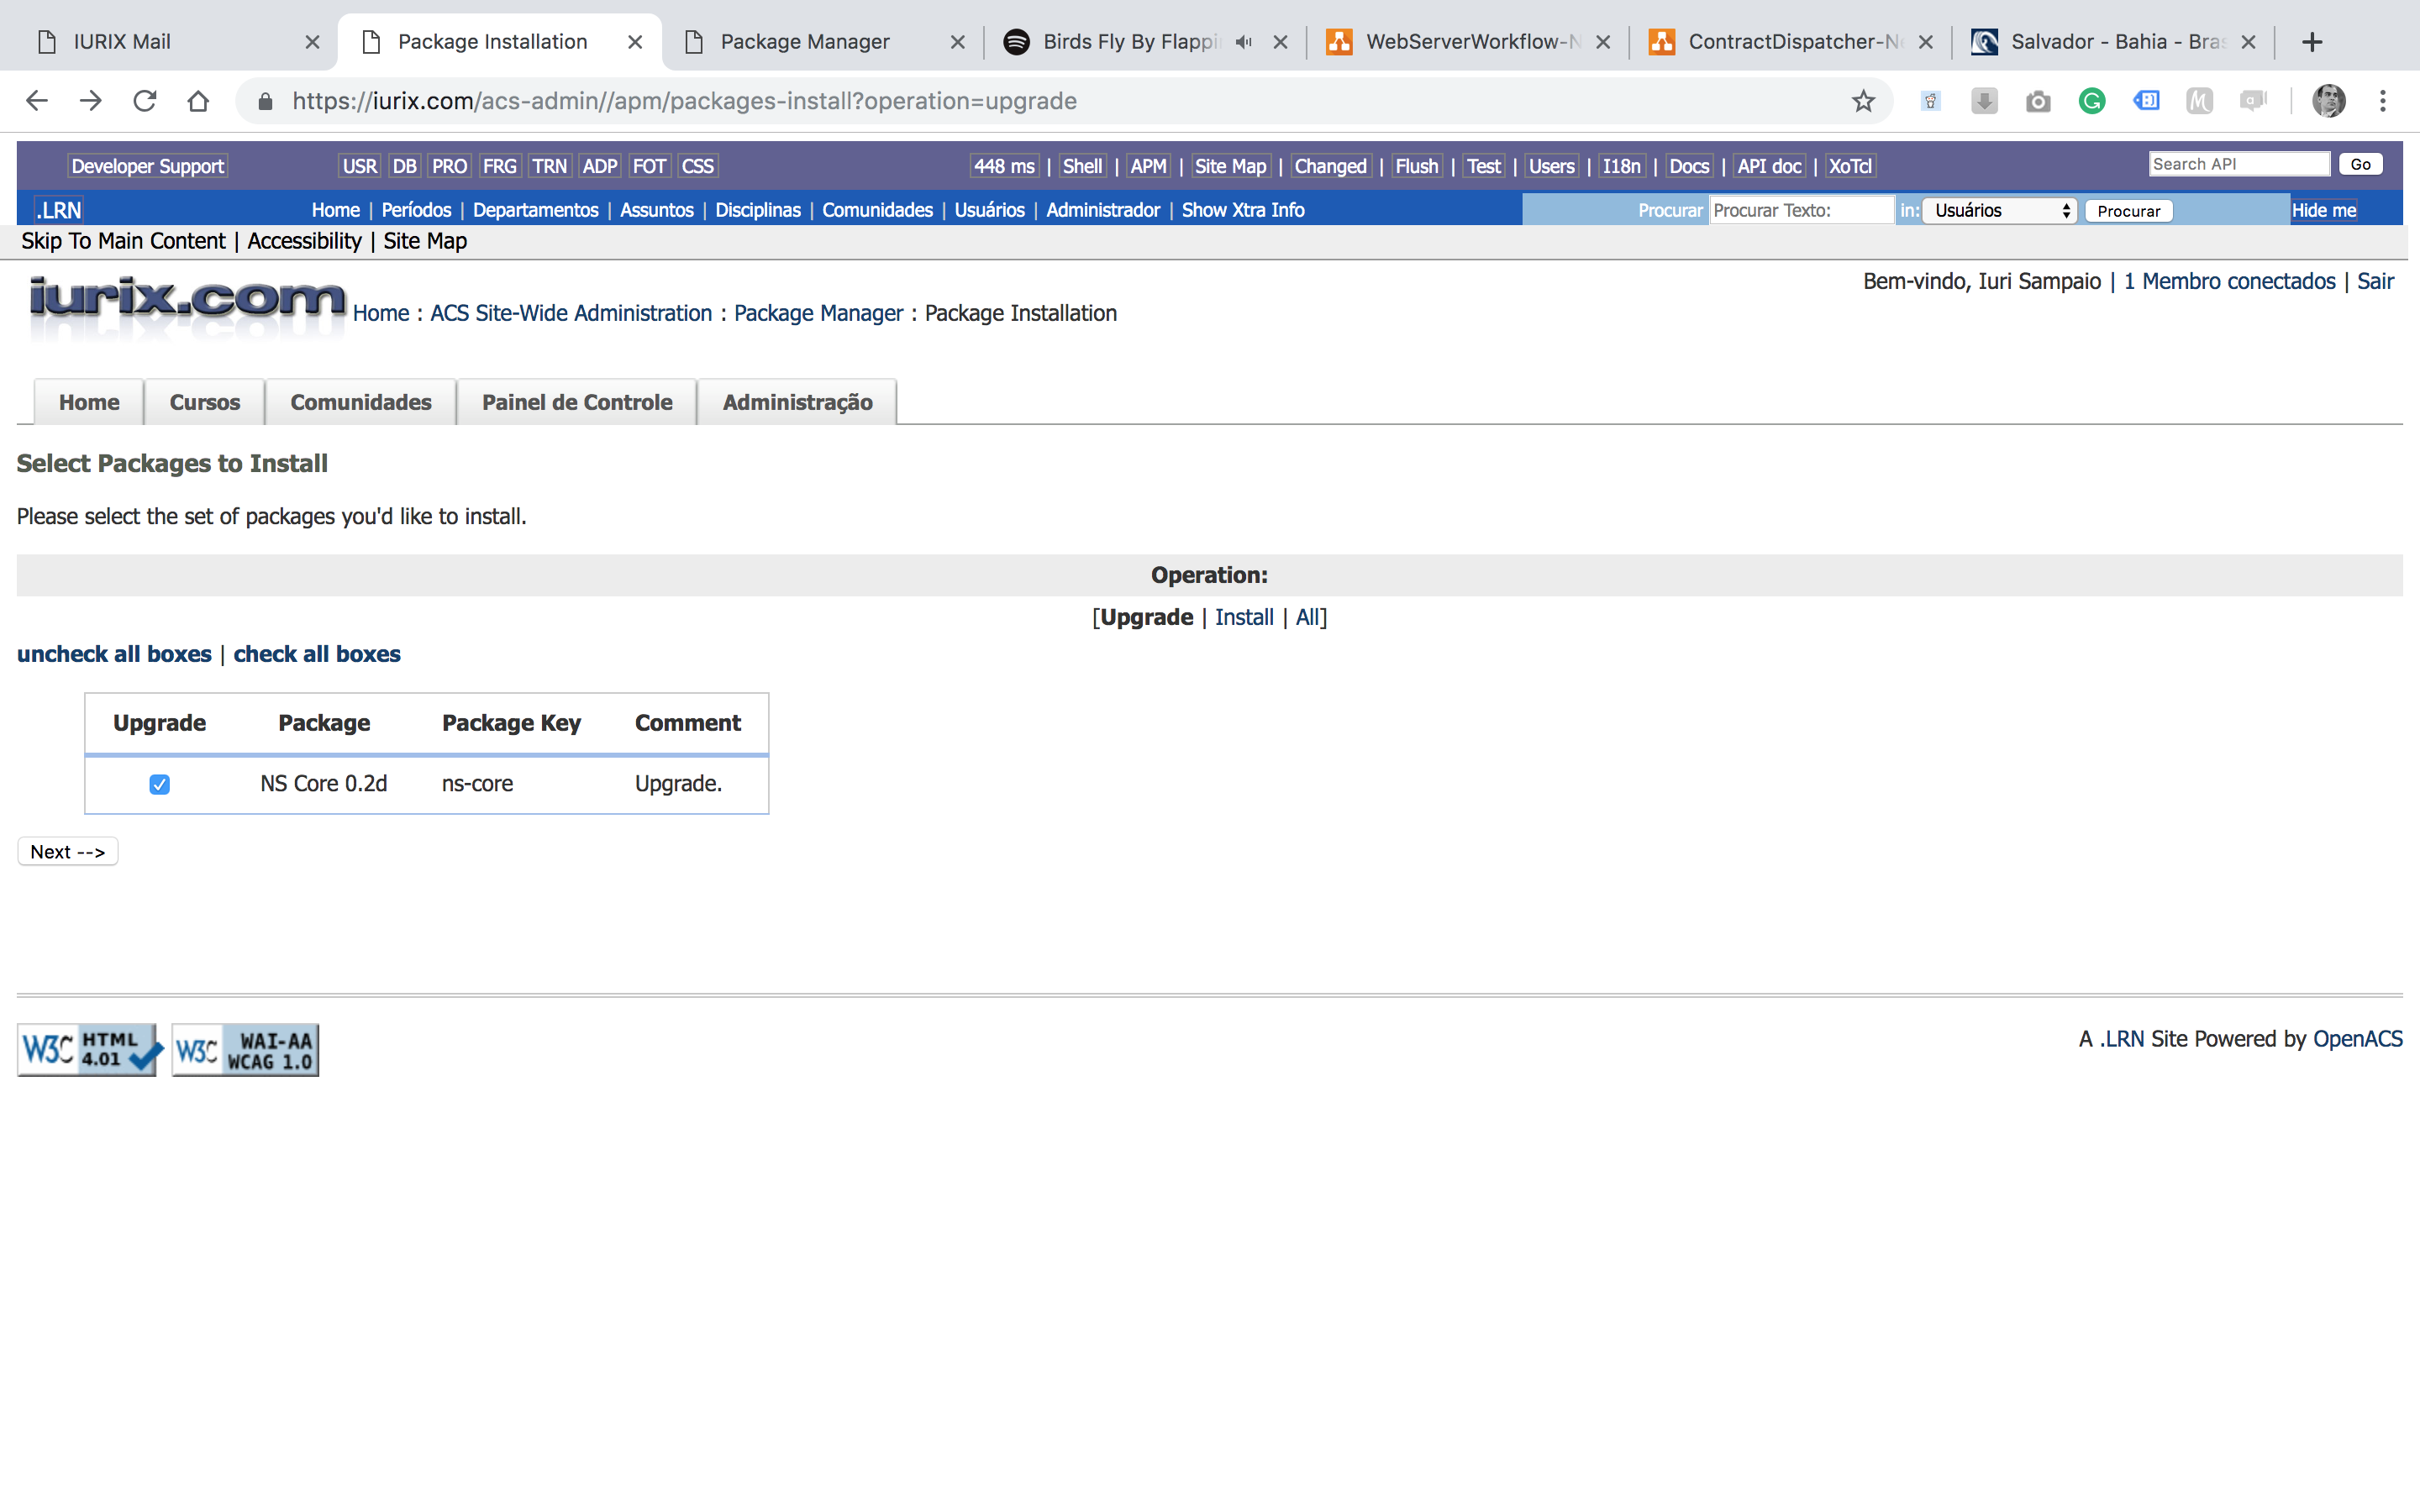 IURIX Mail
Package Installation
Package Manager
Birds Fly By Flappi
WebServerWorkflow-N
ContractDispatcher-Ne
Salvador - Bahia - Bras
https://iurix.com/acs-admin//apm/packages-install?operation=upgrade
Developer Support USR DB PRO FRG TRN ADP FOT CSS 448 ms | Shell | APM | Site Map | Changed | Flush | Test | Users | I18n | Docs | API doc | XoTcl Search API Go
.LRN Home | Períodos | Departamentos | Assuntos | Disciplinas | Comunidades | Usuários | Administrador | Show Xtra Info Procurar Procurar Texto: in: Usuários Procurar Hide me
Skip To Main Content | Accessibility | Site Map
Bem-vindo, Iuri Sampaio | 1 Membro conectados | Sair
iurix.com Home : ACS Site-Wide Administration : Package Manager : Package Installation
Home Cursos Comunidades Painel de Controle Administração
Select Packages to Install
Please select the set of packages you'd like to install.
Operation:
[Upgrade | Install | All]
uncheck all boxes | check all boxes
Upgrade Package Package Key Comment
NS Core 0.2d ns-core Upgrade.
Next -->
W3C HTML 4.01
W3C WAI-AA WCAG 1.0
A .LRN Site Powered by OpenACS